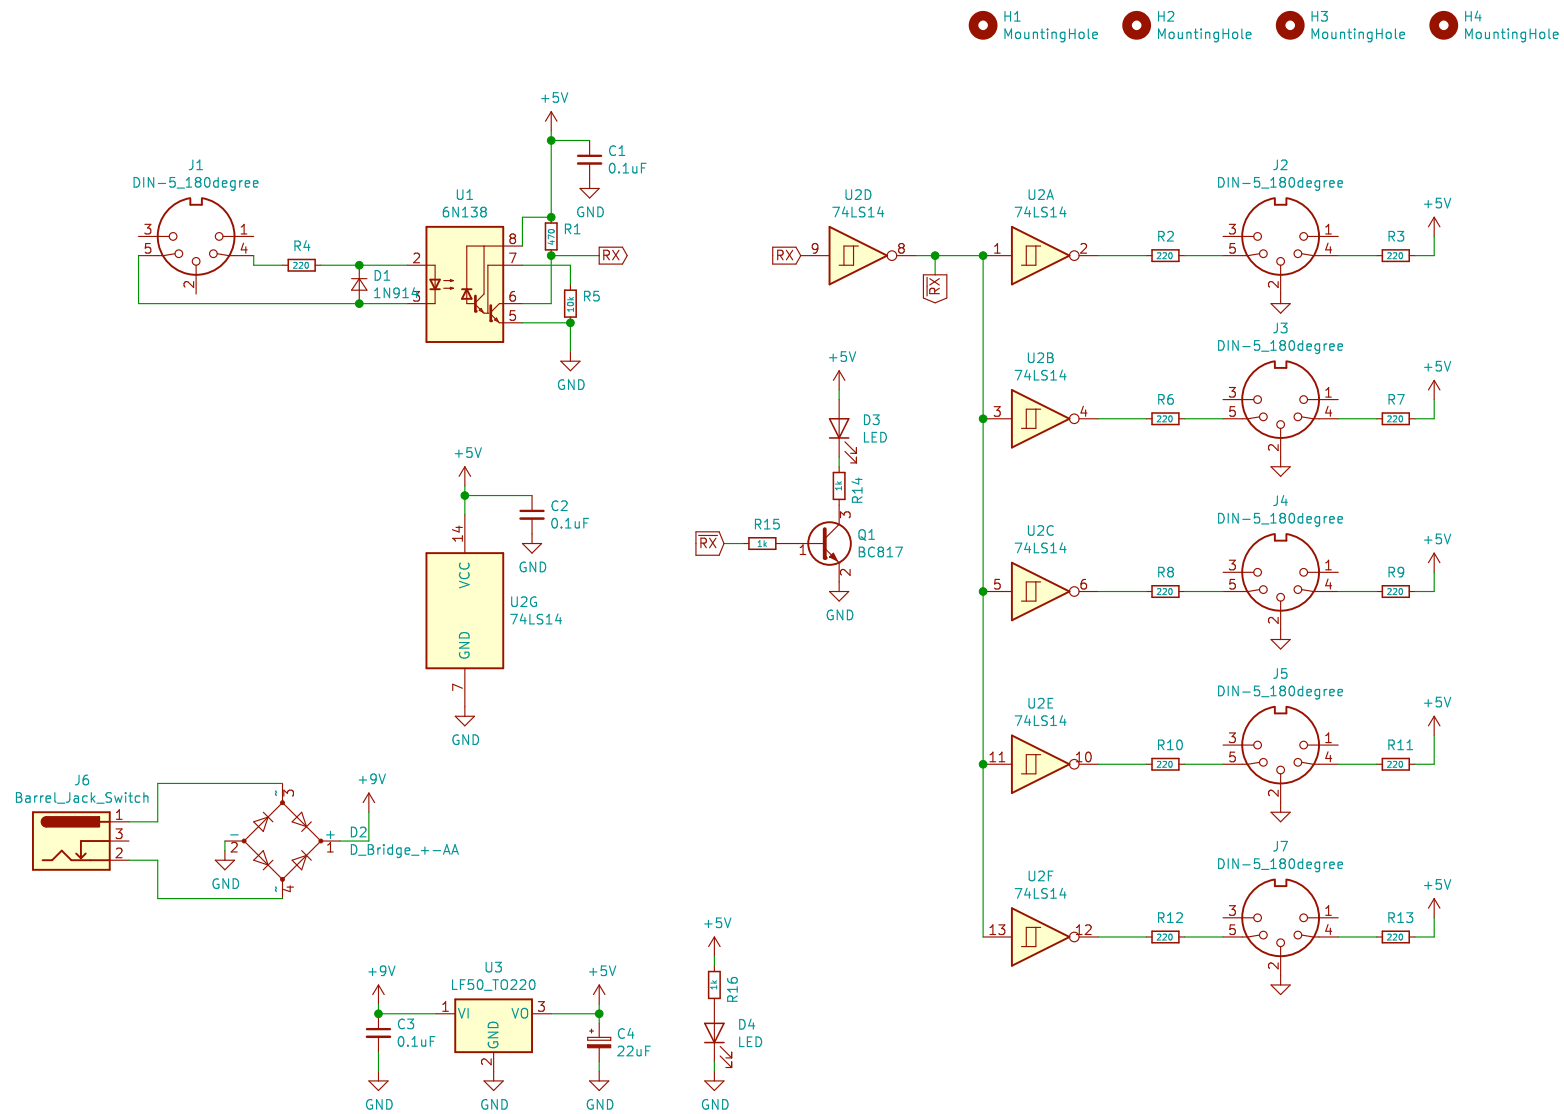 H1
MountingHole
H2
MountingHole
H3
MountingHole
H4
MountingHole
+5V
C1
0.1uF
GND
J1
DIN-5_180degree
3
1
5
4
2
R4
220
D1
1N914
U1
6N138
2
3
8
7
6
5
R1
470
RX
R5
10k
GND
U2D
74LS14
RX
9
8
RX
U2A
74LS14
1
2
R2
220
J2
DIN-5_180degree
3
1
5
4
2
R3
220
+5V
U2B
74LS14
3
4
R6
220
J3
DIN-5_180degree
3
1
5
4
2
R7
220
+5V
+5V
D3
LED
R14
1k
RX
R15
1k
1
3
2
Q1
BC817
GND
+5V
C2
0.1uF
GND
14
VCC
U2G
74LS14
GND
7
GND
U2C
74LS14
5
6
R8
220
J4
DIN-5_180degree
3
1
5
4
2
R9
220
+5V
U2E
74LS14
11
10
R10
220
J5
DIN-5_180degree
3
1
5
4
2
R11
220
+5V
J6
Barrel_Jack_Switch
1
3
2
~
3
-
2
+
1
~
4
GND
+9V
D2
D_Bridge_+-AA
U2F
74LS14
13
12
R12
220
J7
DIN-5_180degree
3
1
5
4
2
R13
220
+5V
+9V
C3
0.1uF
GND
U3
LF50_TO220
1
VI
VO
3
GND
2
GND
+5V
+
C4
22uF
GND
+5V
R16
1k
D4
LED
GND